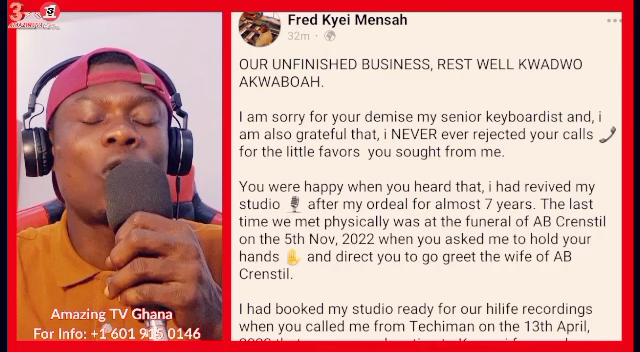 3
3
AMAZING TV
Amazing TV Ghana
For Info: +1 601 915 0146
Fred Kyei Mensah
32m
OUR UNFINISHED BUSINESS, REST WELL KWADWO
AKWABOAH.
I am sorry for your demise my senior keyboardist and, i
am also grateful that, i NEVER ever rejected your calls
for the little favors you sought from me.
You were happy when you heard that, i had revived my
studio 🎙️ after my ordeal for almost 7 years. The last
time we met physically was at the funeral of AB Crenstil
on the 5th Nov, 2022 when you asked me to hold your
hands ✋ and direct you to go greet the wife of AB
Crenstil.
I had booked my studio ready for our hilife recordings
when you called me from Techiman on the 13th April,